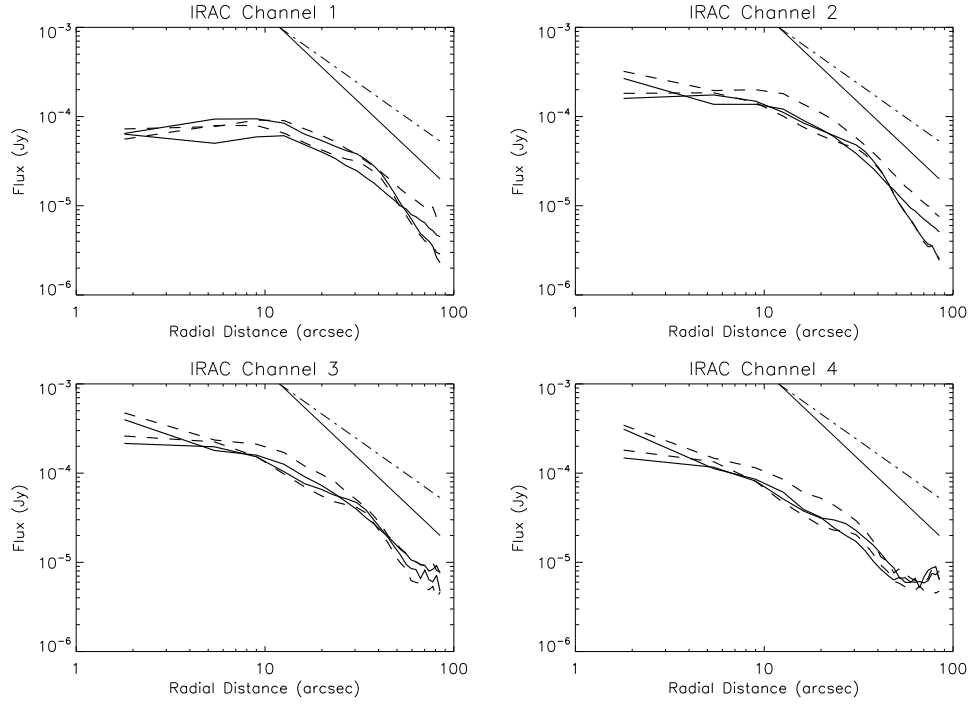 IRAC Channel 1
10^-3
10^-4
10^-5
10^-6
Flux (Jy)
1
10
100
Radial Distance (arcsec)
IRAC Channel 2
10^-3
10^-4
10^-5
10^-6
Flux (Jy)
1
10
100
Radial Distance (arcsec)
IRAC Channel 3
10^-3
10^-4
10^-5
10^-6
Flux (Jy)
1
10
100
Radial Distance (arcsec)
IRAC Channel 4
10^-3
10^-4
10^-5
10^-6
Flux (Jy)
1
10
100
Radial Distance (arcsec)